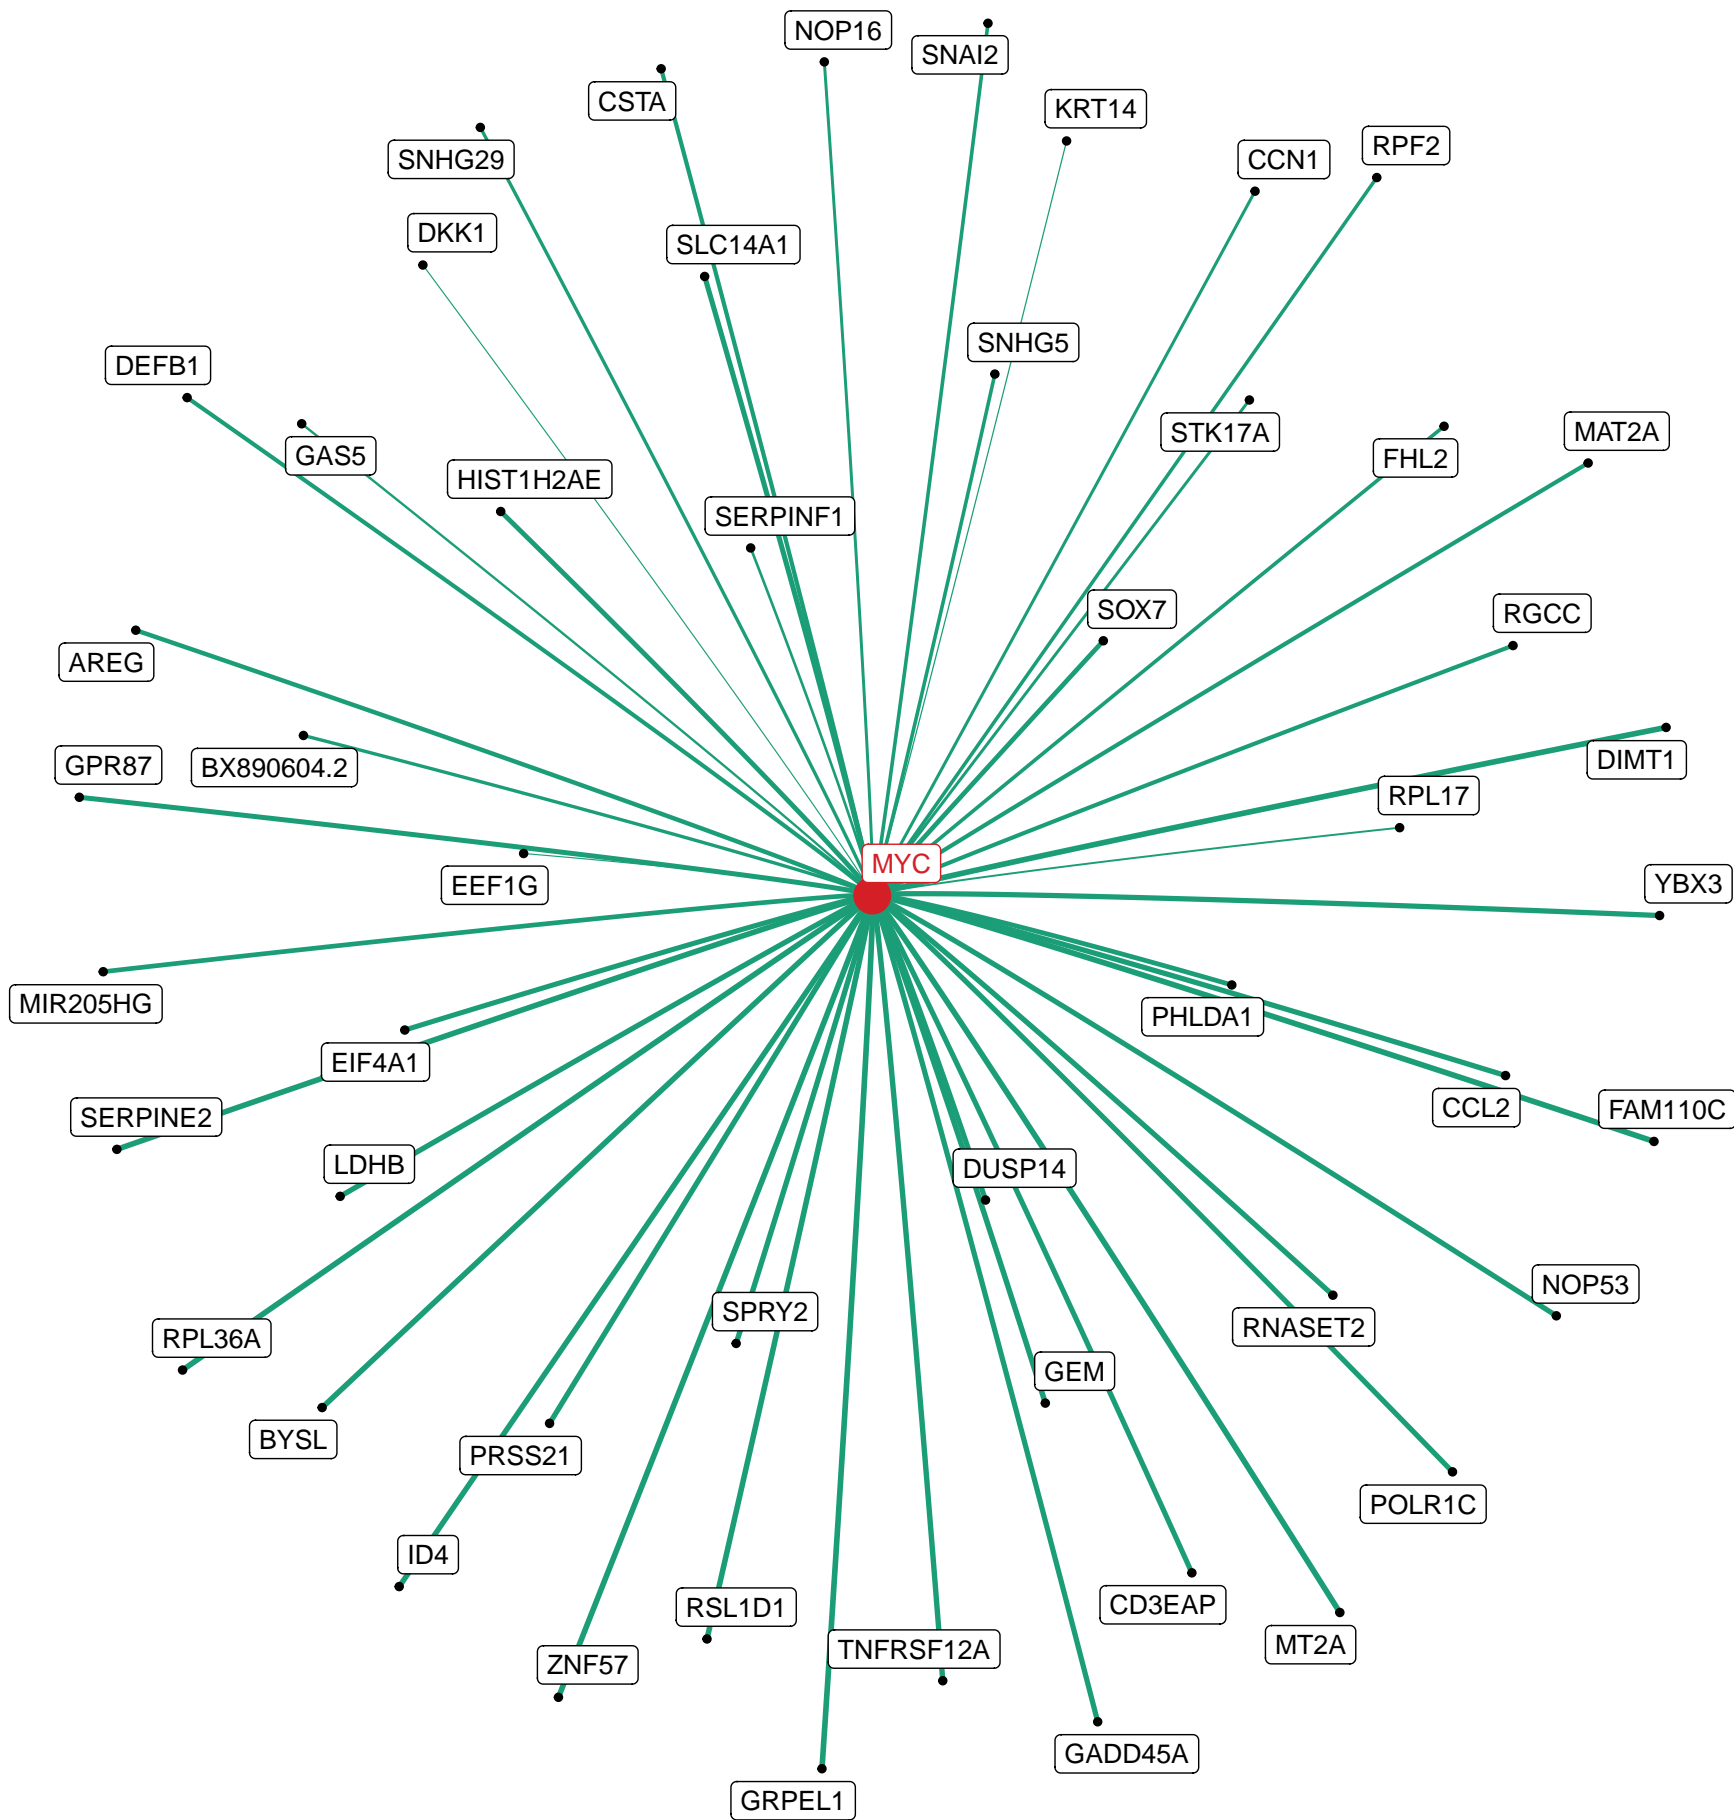 NOP16
SNAI2
CSTA
KRT14
RPF2
SNHG29
CCN1
DKK1
SLC14A1
SNHG5
DEFB1
STK17A
MAT2A
GAS5
FHL2
HIST1H2AE
SERPINF1
SOX7
RGCC
AREG
GPR87
BX890604.2
DIMT1
RPL17
MYC
EEF1G
YBX3
MIR205HG
PHLDA1
EIF4A1
CCL2
FAM110C
SERPINE2
LDHB
DUSP14
NOP53
SPRY2
RNASET2
RPL36A
GEM
BYSL
PRSS21
POLR1C
ID4
CD3EAP
RSL1D1
MT2A
TNFRSF12A
ZNF57
GADD45A
GRPEL1